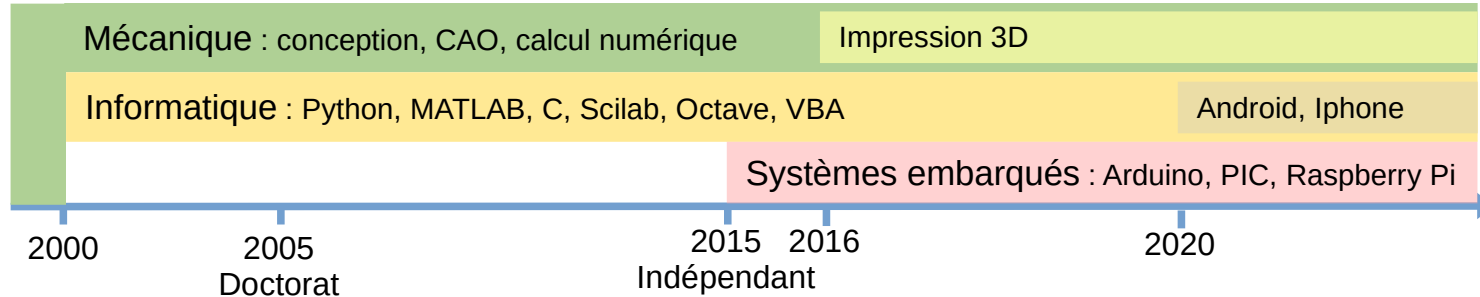 Mécanique : conception, CAO, calcul numérique
Impression 3D
Informatique : Python, MATLAB, C, Scilab, Octave, VBA
Android, Iphone
Systèmes embarqués : Arduino, PIC, Raspberry Pi
2000
2005
2015
2016
2020
Doctorat
Indépendant